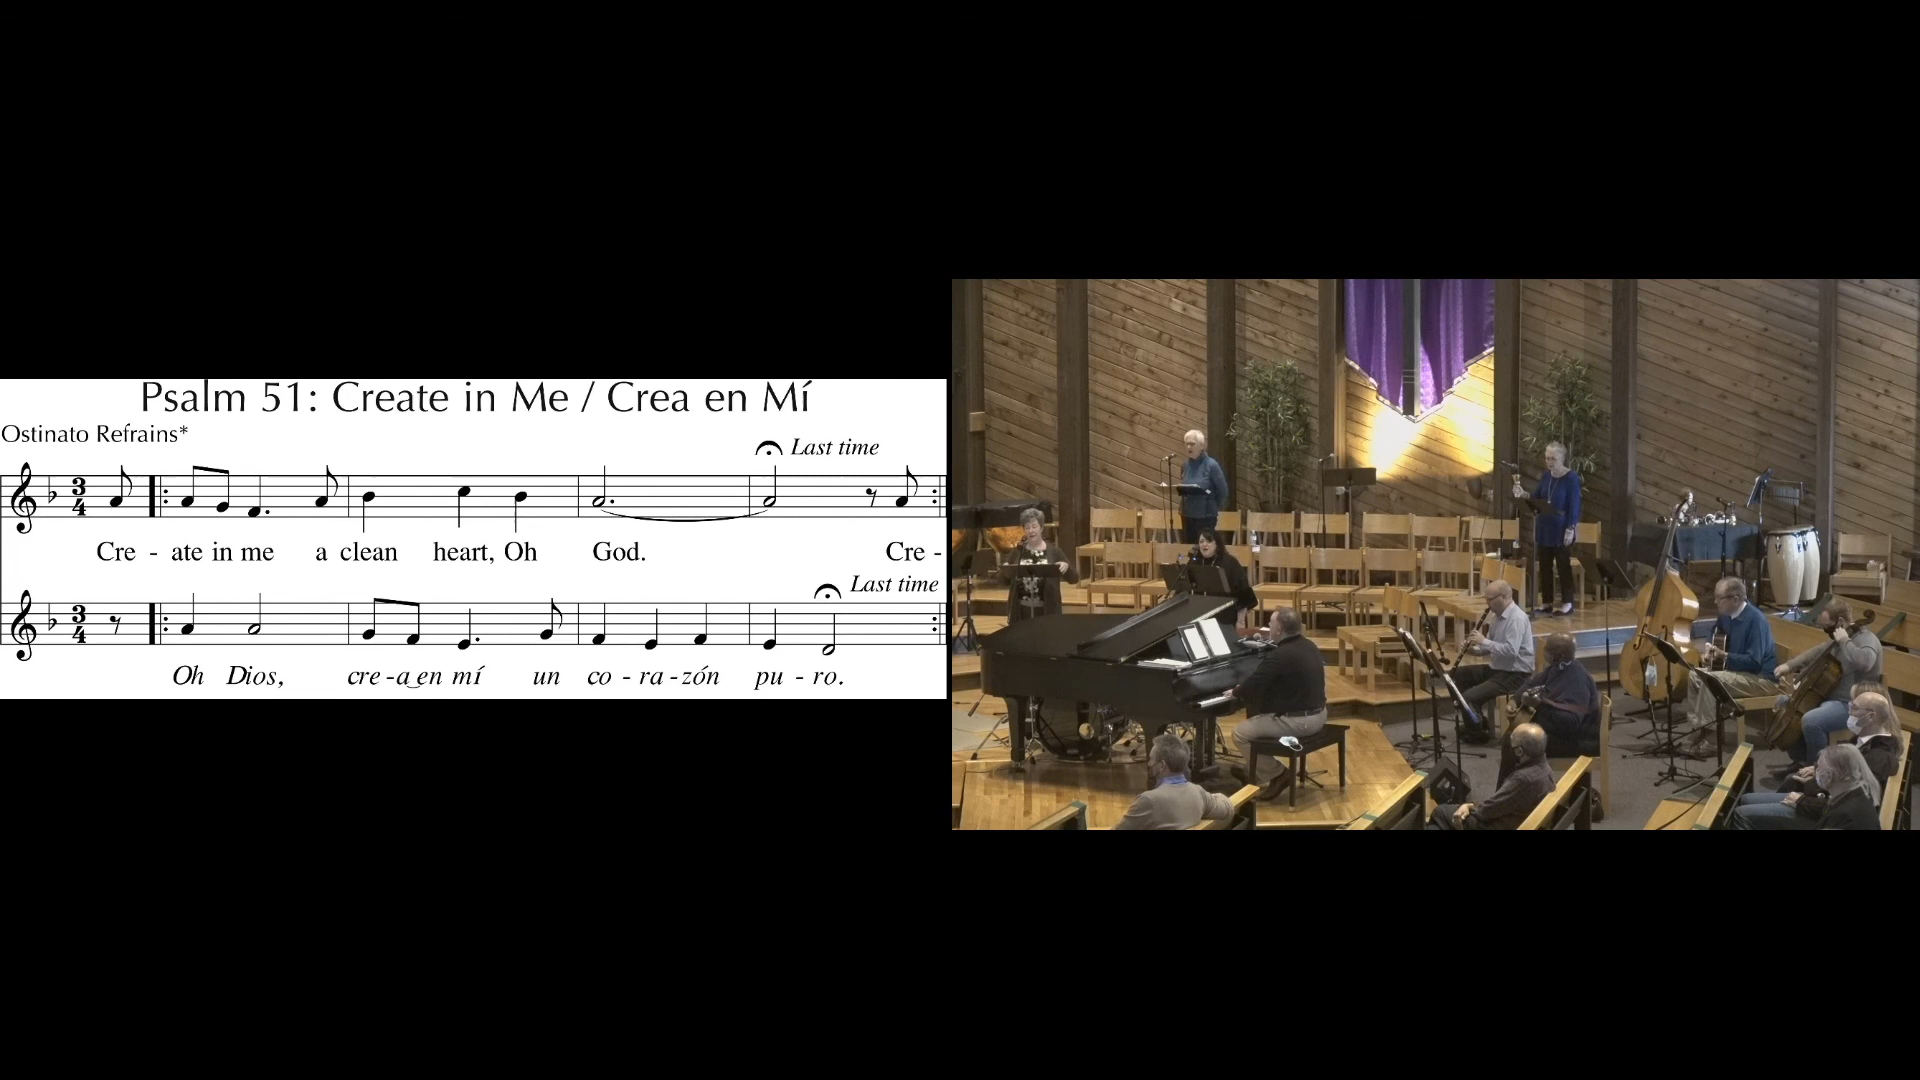 Psalm 51: Create in Me / Crea en Mí
Ostinato Refrains*
Last time
Cre - ate in me a clean heart, Oh God. Cre -
Last time
Oh Dios, cre - a en mí un co - ra - zón pu - ro.